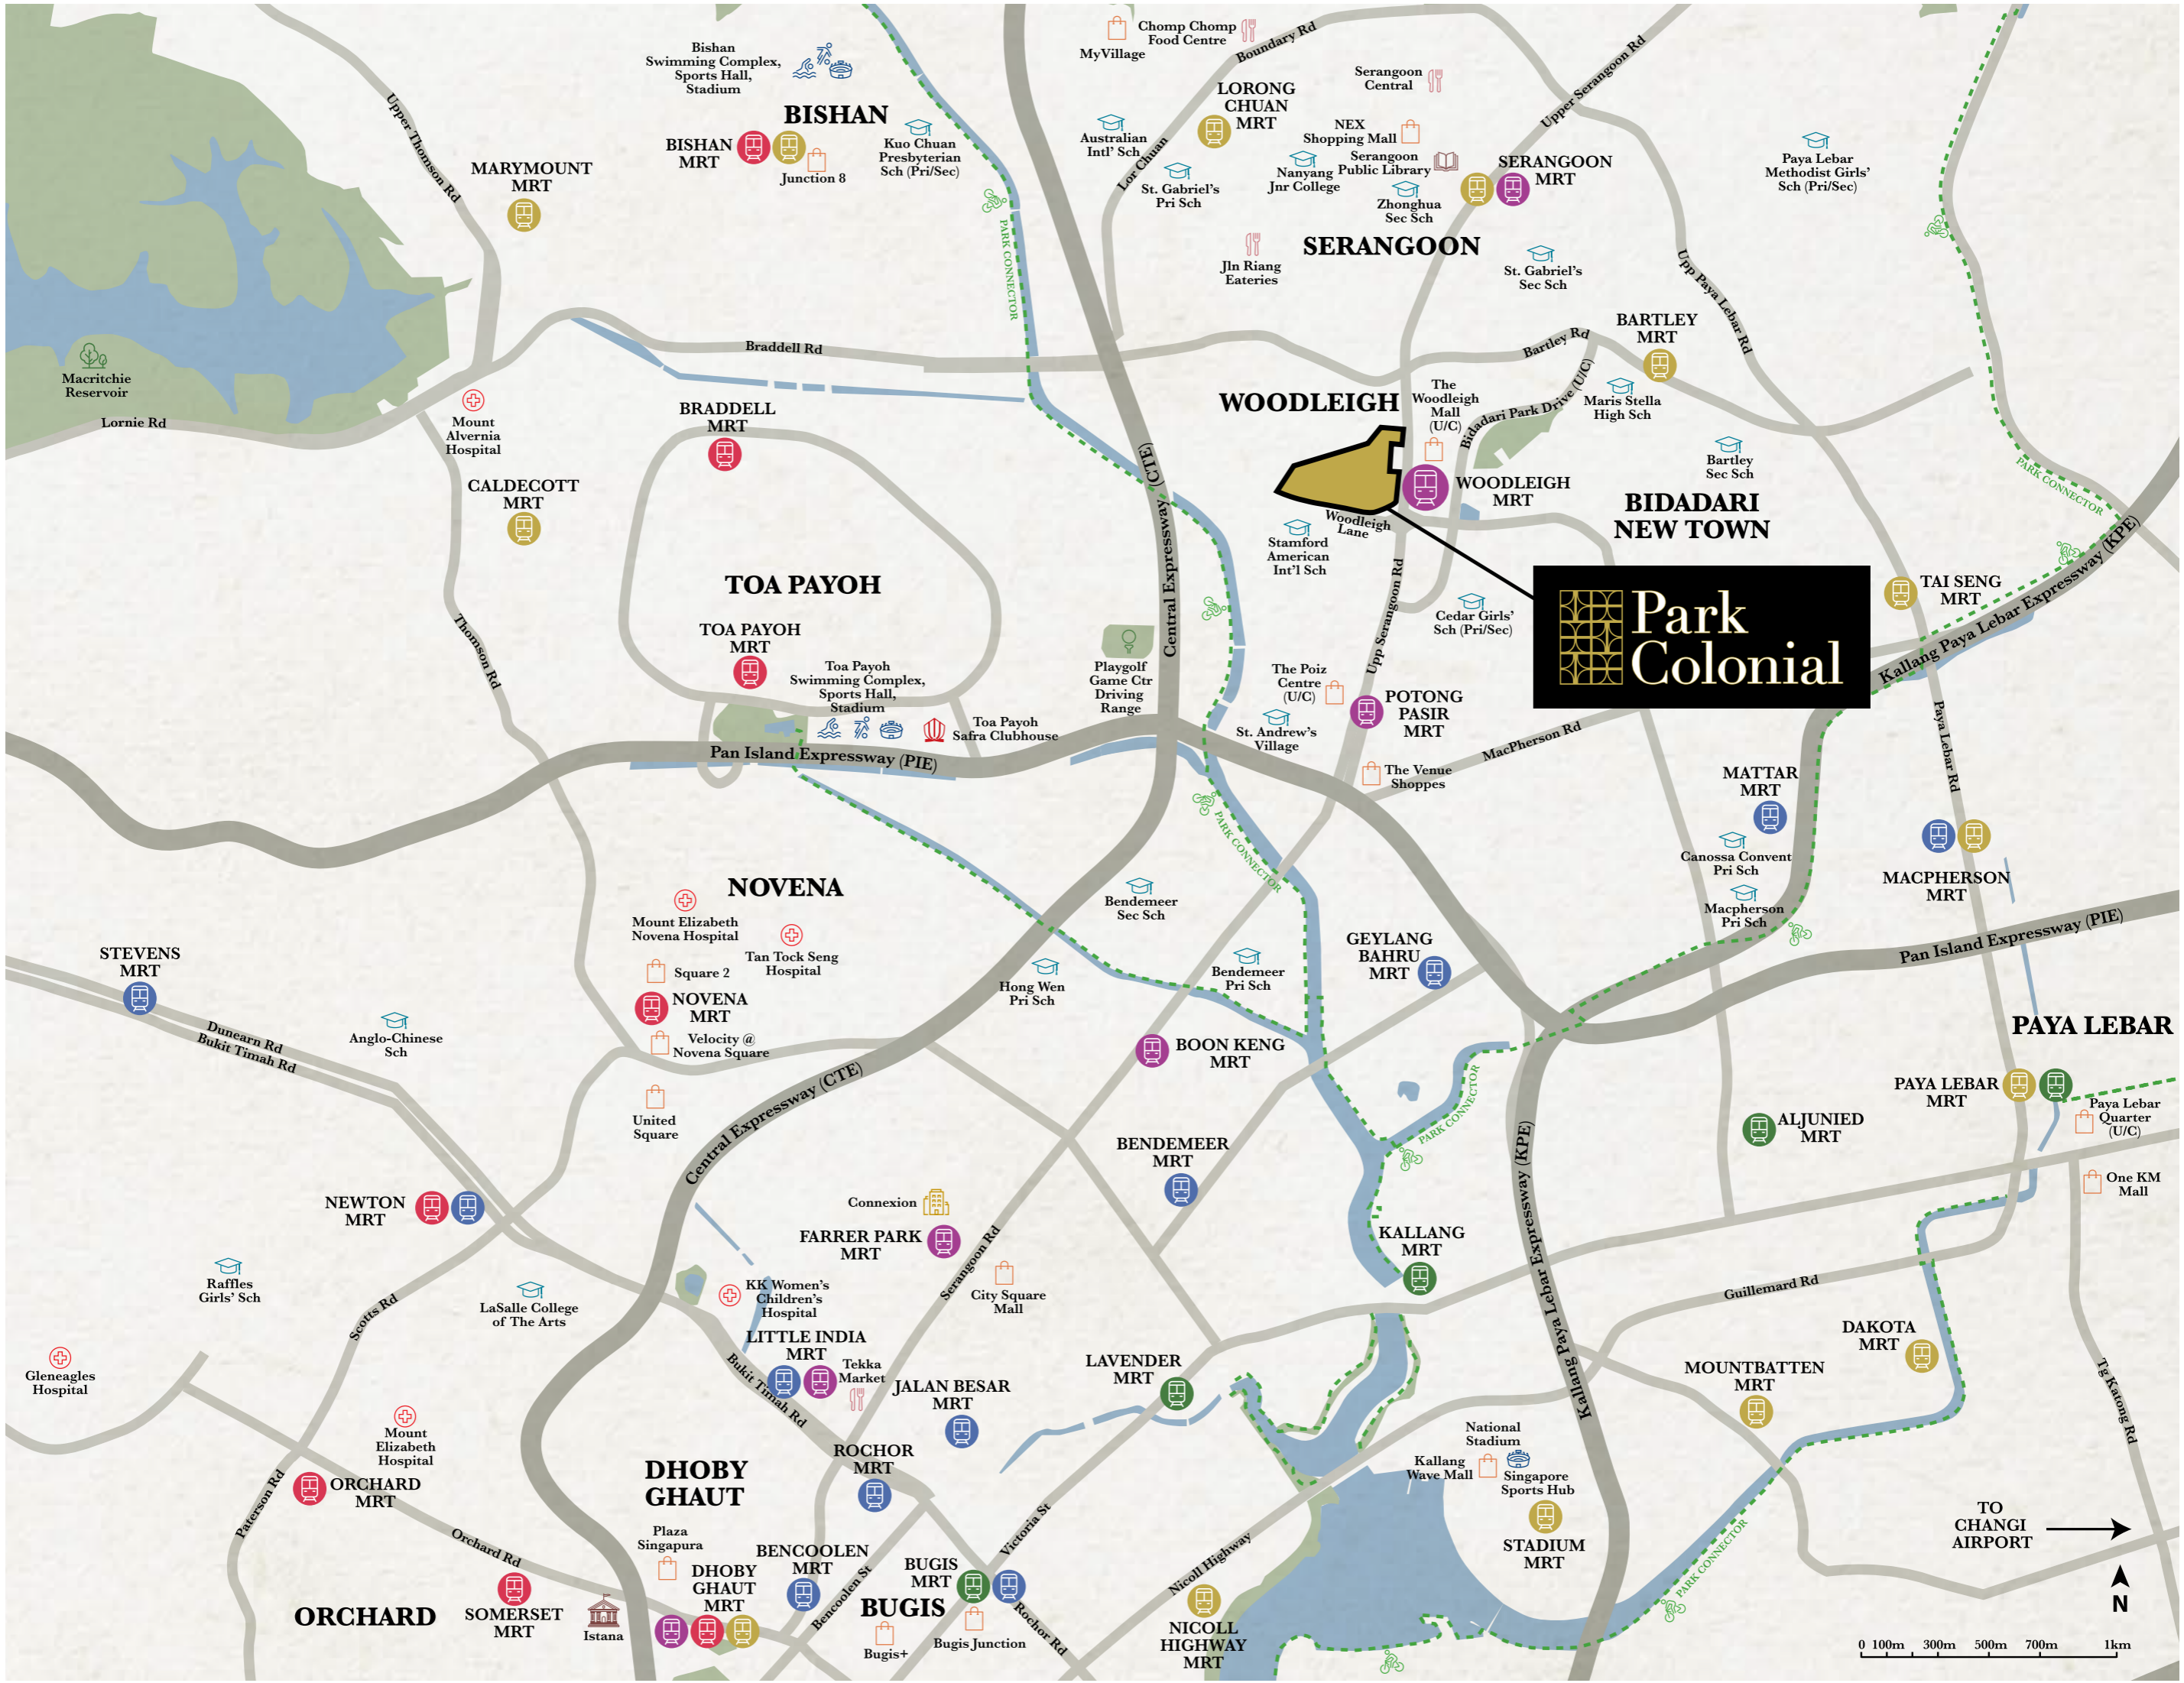 Bishan
Swimming Complex,
Sports Hall,
Stadium
BISHAN
BISHAN
MRT
Junction 8
Kuo Chuan
Presbyterian
Sch (Pri/Sec)
MyVillage
Chomp Chomp
Food Centre
Boundary Rd
Upper Serangoon Rd
Serangoon
Central
LORONG
CHUAN
MRT
NEX
Shopping Mall
Australian
Intl' Sch
Lor Chuan
St. Gabriel's
Pri Sch
Nanyang
Jnr College
Serangoon
Public Library
Zhonghua
Sec Sch
SERANGOON
MRT
SERANGOON
Jln Riang
Eateries
St. Gabriel's
Sec Sch
Paya Lebar
Methodist Girls'
Sch (Pri/Sec)
Upp Paya Lebar Rd
Upper Thomson Rd
MARYMOUNT
MRT
PARK CONNECTOR
Macritchie
Reservoir
Lornie Rd
Braddell Rd
Mount
Alvernia
Hospital
BRADDELL
MRT
CALDECOTT
MRT
Bartley Rd
BARTLEY
MRT
Maris Stella
High Sch
Bidadari Park Drive (U/C)
The
Woodleigh
Mall
(U/C)
WOODLEIGH
WOODLEIGH
MRT
Woodleigh
Lane
Bartley
Sec Sch
BIDADARI
NEW TOWN
PARK CONNECTOR
Stamford
American
Int'l Sch
Cedar Girls'
Sch (Pri/Sec)
Upp Serangoon Rd
Park
Colonial
TAI SENG
MRT
Kallang Paya Lebar Expressway (KPE)
Central Expressway (CTE)
TOA PAYOH
TOA PAYOH
MRT
Toa Payoh
Swimming Complex,
Sports Hall,
Stadium
Toa Payoh
Safra Clubhouse
Thomson Rd
Playgolf
Game Ctr
Driving
Range
The Poiz
Centre
(U/C)
POTONG
PASIR
MRT
St. Andrew's
Village
The Venue
Shoppes
MacPherson Rd
Paya Lebar Rd
Pan Island Expressway (PIE)
PARK CONNECTOR
MATTAR
MRT
Canossa Convent
Pri Sch
Macpherson
Pri Sch
MACPHERSON
MRT
Pan Island Expressway (PIE)
NOVENA
Mount Elizabeth
Novena Hospital
Tan Tock Seng
Hospital
Square 2
NOVENA
MRT
Velocity @
Novena Square
United
Square
Bendemeer
Sec Sch
Hong Wen
Pri Sch
Bendemeer
Pri Sch
GEYLANG
BAHRU
MRT
BOON KENG
MRT
STEVENS
MRT
Dunearn Rd
Bukit Timah Rd
Anglo-Chinese
Sch
Central Expressway (CTE)
PAYA LEBAR
PAYA LEBAR
MRT
Paya Lebar
Quarter
(U/C)
ALJUNIED
MRT
One KM
Mall
PARK CONNECTOR
BENDEMEER
MRT
NEWTON
MRT
Connexion
FARRER PARK
MRT
Serangoon Rd
City Square
Mall
KALLANG
MRT
Kallang Paya Lebar Expressway (KPE)
Guillemard Rd
Raffles
Girls' Sch
Scotts Rd
LaSalle College
of The Arts
KK Women's
Children's
Hospital
LITTLE INDIA
MRT
Tekka
Market
Bukit Timah Rd
JALAN BESAR
MRT
LAVENDER
MRT
DAKOTA
MRT
MOUNTBATTEN
MRT
Tg Katong Rd
Gleneagles
Hospital
Mount
Elizabeth
Hospital
ORCHARD
MRT
Paterson Rd
Orchard Rd
DHOBY
GHAUT
ROCHOR
MRT
National
Stadium
Kallang
Wave Mall
Singapore
Sports Hub
STADIUM
MRT
Plaza
Singapura
DHOBY
GHAUT
MRT
BENCOOLEN
MRT
Bencoolen St
BUGIS
MRT
BUGIS
Bugis+
Bugis Junction
Victoria St
Rochor Rd
Nicoll Highway
NICOLL
HIGHWAY
MRT
ORCHARD
SOMERSET
MRT
Istana
PARK CONNECTOR
TO
CHANGI
AIRPORT
N
0 100m 300m 500m 700m 1km